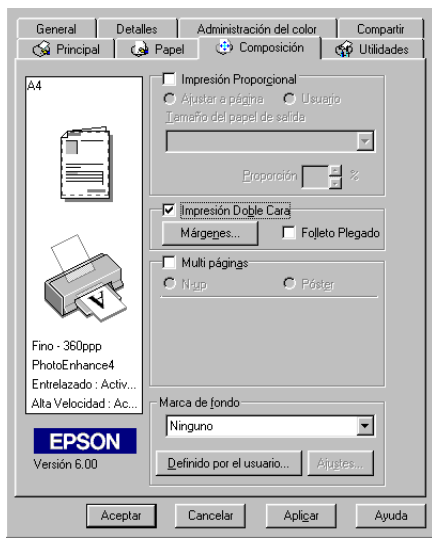 General Detalles Administración del color Compartir
Principal Papel Composición Utilidades
A4
Impresión Proporcional
Ajustar a página Usuario
Tamaño del papel de salida
Proporción %
Impresión Doble Cara
Márgenes... Folleto Plegado
Multi páginas
N-up Póster
Fino - 360ppp
PhotoEnhance4
Entrelazado : Activ...
Alta Velocidad : Ac...
EPSON
Versión 6.00
Marca de fondo
Ninguno
Definido por el usuario... Ajustes...
Aceptar Cancelar Aplicar Ayuda